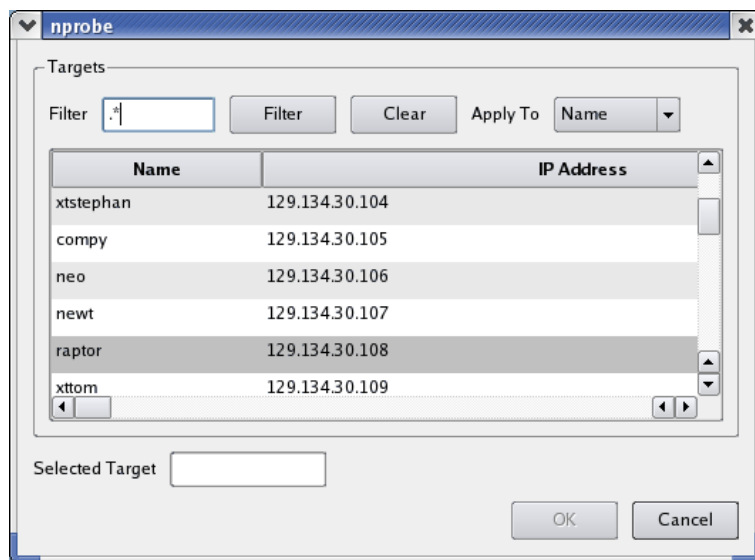 nprobe
Targets
Filter .* Filter Clear Apply To Name
Name IP Address
xtstephan 129.134.30.104
compy 129.134.30.105
neo 129.134.30.106
newt 129.134.30.107
raptor 129.134.30.108
xttom 129.134.30.109
Selected Target
OK Cancel